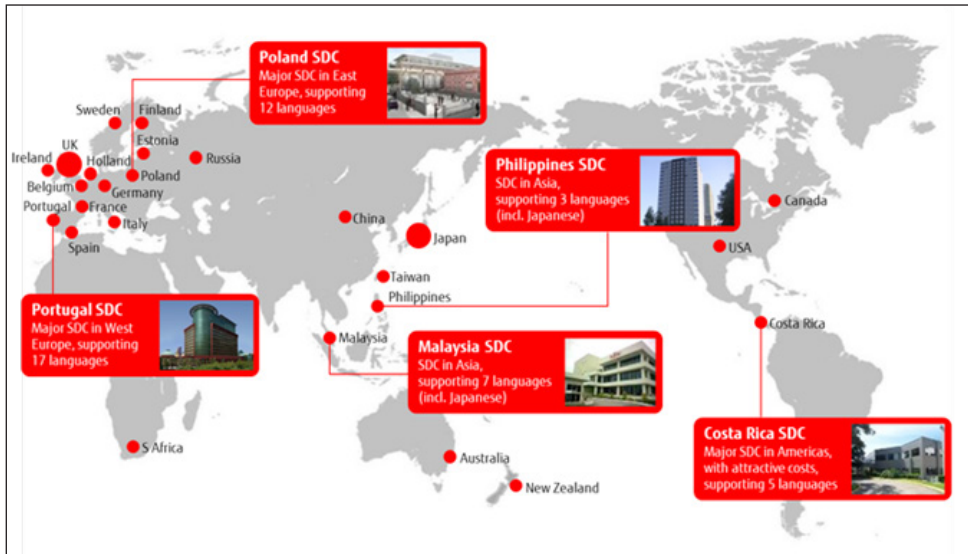 Poland SDC
Major SDC in East
Europe, supporting
12 languages
Sweden
Finland
Estonia
UK
Ireland
Holland
Russia
Poland
Belgium
Germany
Portugal
France
Italy
Spain
Philippines SDC
SDC in Asia,
supporting 3 languages
(incl. Japanese)
Canada
China
Japan
USA
Taiwan
Philippines
Portugal SDC
Major SDC in West
Europe, supporting
17 languages
Malaysia
Costa Rica
Malaysia SDC
SDC in Asia,
supporting 7 languages
(incl. Japanese)
Costa Rica SDC
Major SDC in Americas,
with attractive costs,
supporting 5 languages
S Africa
Australia
New Zealand